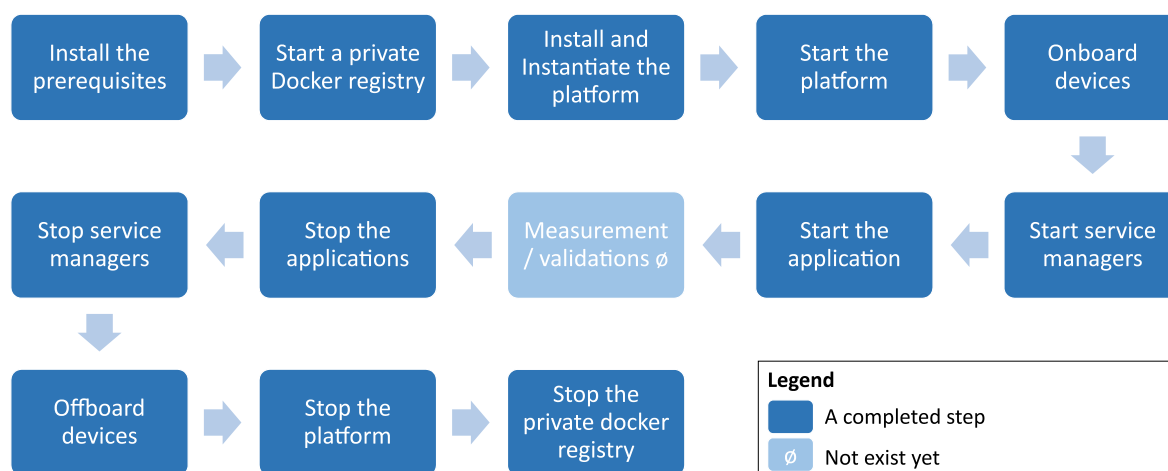 Install the
prerequisites
Start a private
Docker registry
Install and
Instantiate the
platform
Start the
platform
Onboard
devices
Stop service
managers
Stop the
applications
Measurement
/ validations ø
Start the
application
Start service
managers
Offboard
devices
Stop the
platform
Stop the
private docker
registry
Legend
A completed step
ø Not exist yet